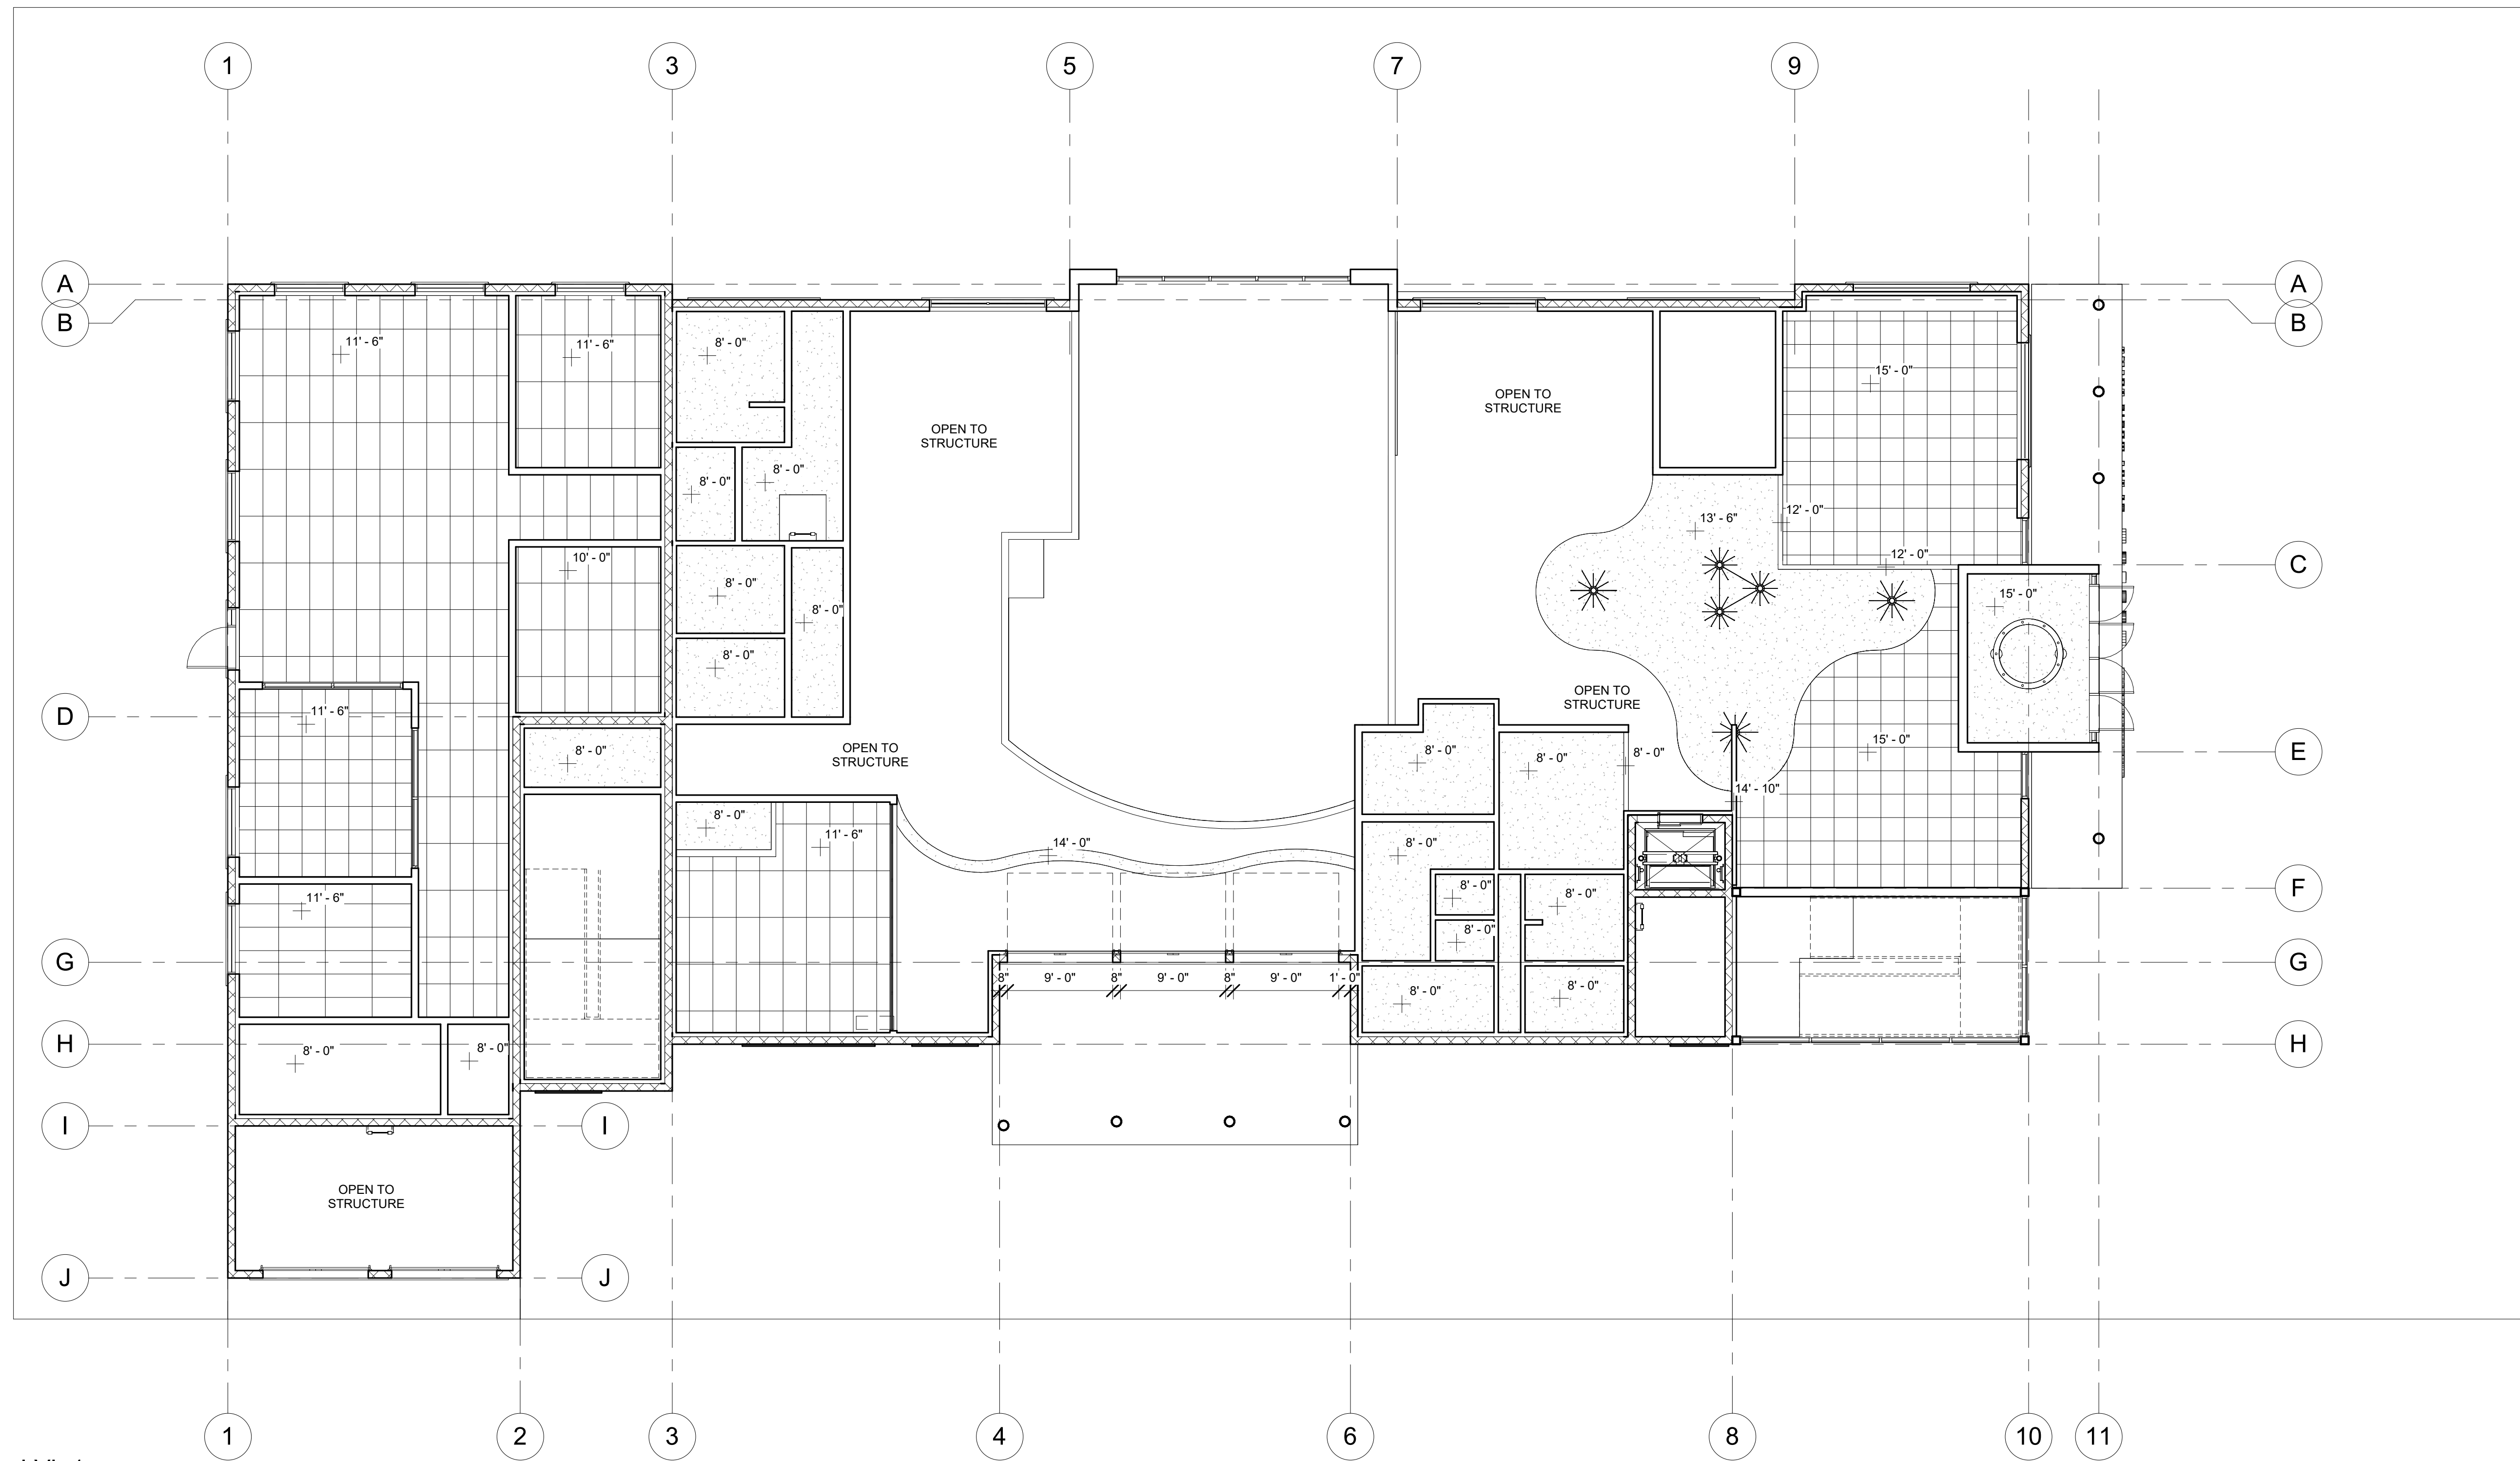 1
3
5
7
9
A
A
B
B
11' - 6"
11' - 6"
8' - 0"
15' - 0"
OPEN TO
STRUCTURE
OPEN TO
STRUCTURE
8' - 0"
8' - 0"
13' - 6"
12' - 0"
10' - 0"
12' - 0"
C
8' - 0"
8' - 0"
15' - 0"
8' - 0"
OPEN TO
STRUCTURE
D
11' - 6"
8' - 0"
OPEN TO
STRUCTURE
8' - 0"
8' - 0"
8' - 0"
15' - 0"
E
14' - 10"
8' - 0"
11' - 6"
14' - 0"
8' - 0"
11' - 6"
8' - 0"
8' - 0"
F
8' - 0"
G
8"
9' - 0"
8"
9' - 0"
8"
9' - 0"
1' - 0"
8' - 0"
8' - 0"
G
H
8' - 0"
8' - 0"
H
I
I
OPEN TO
STRUCTURE
J
J
1
2
3
4
6
8
10
11